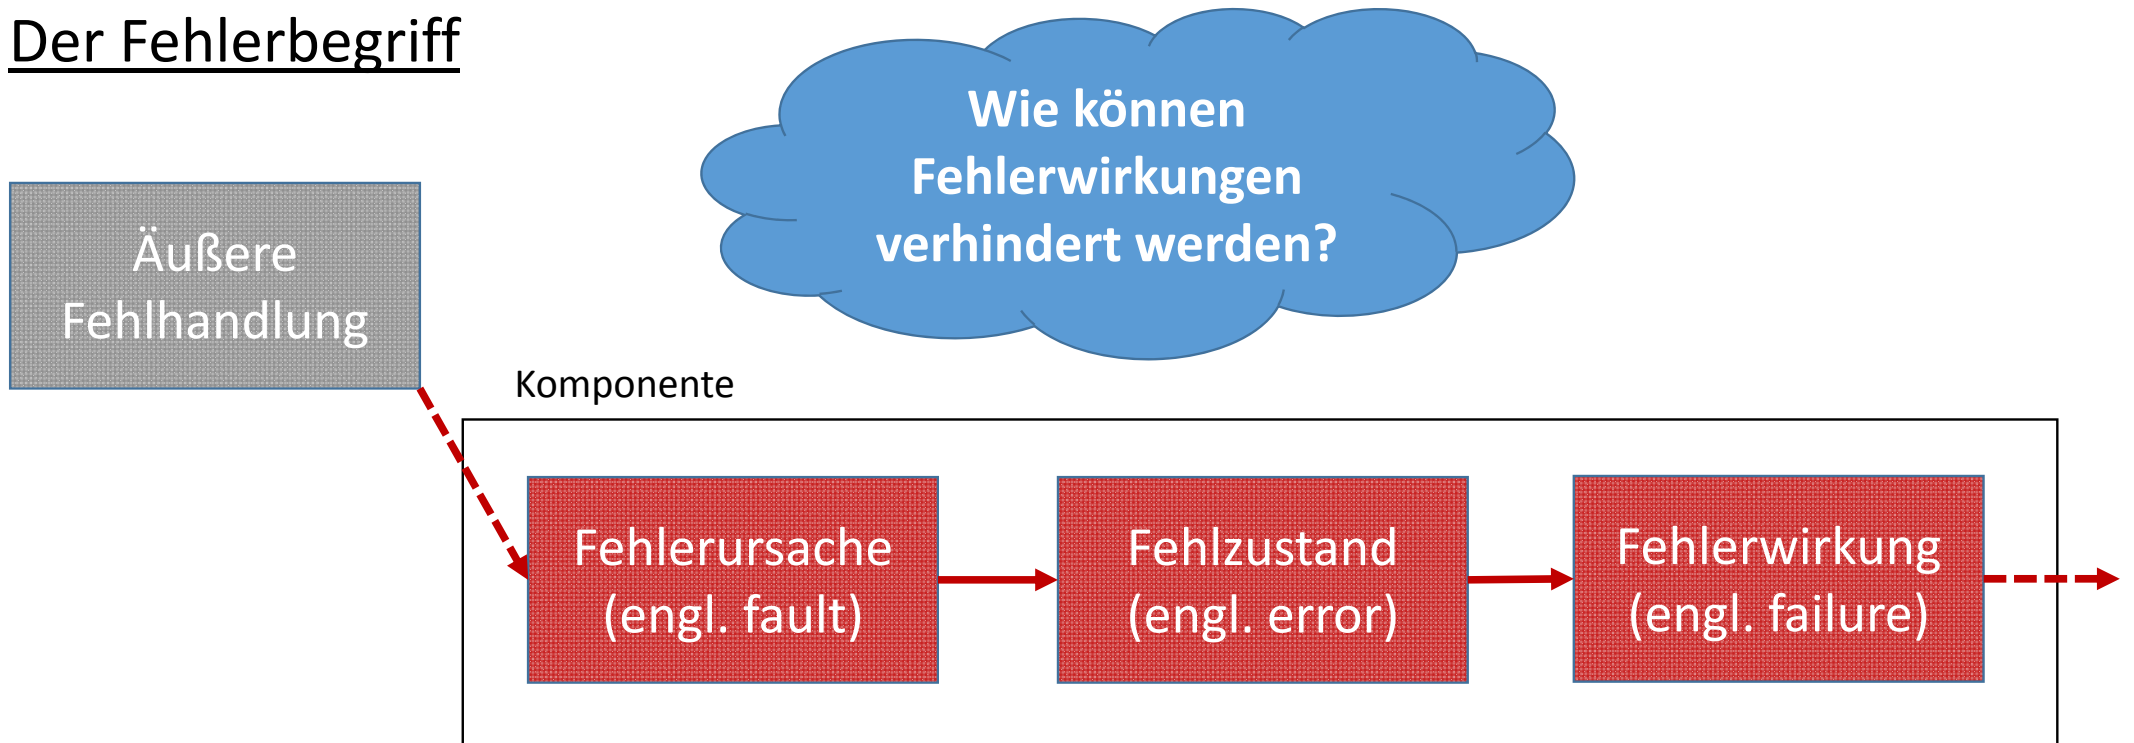 Der Fehlerbegriff
Wie können
Fehlerwirkungen
verhindert werden?
Äußere
Fehlhandlung
Komponente
Fehlerursache
(engl. fault)
Fehlzustand
(engl. error)
Fehlerwirkung
(engl. failure)